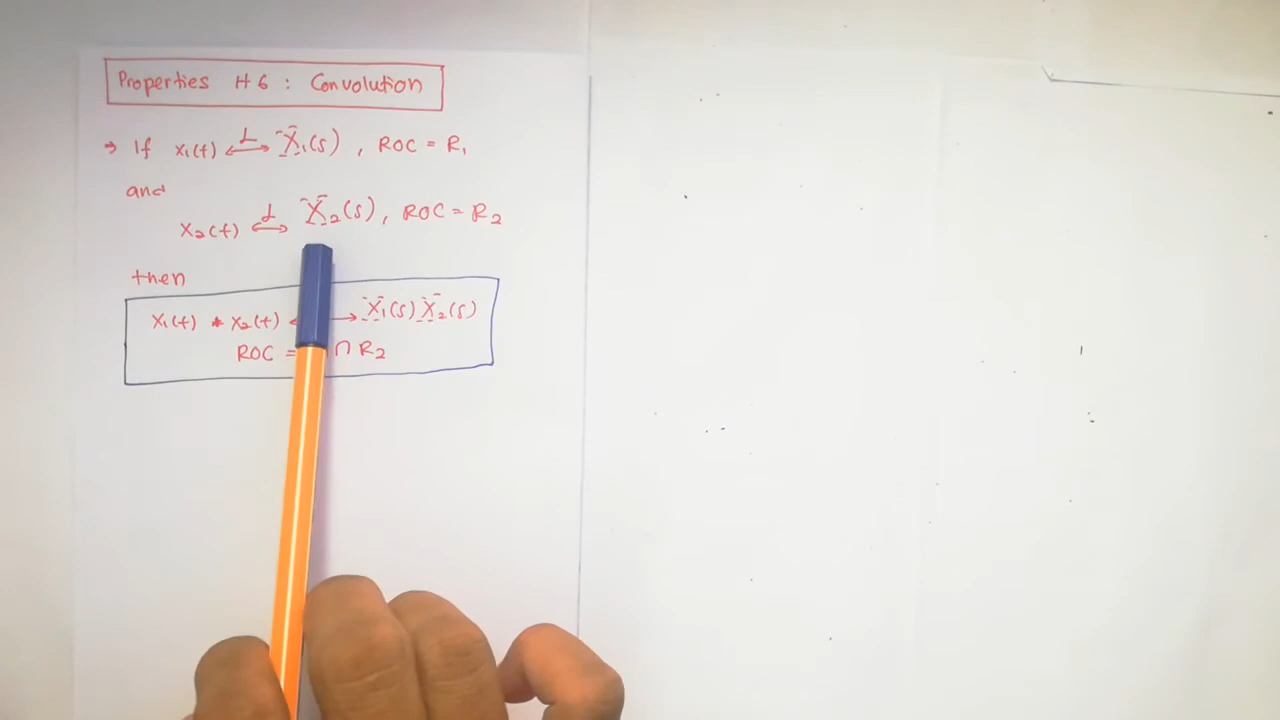 Properties # 6 : Convolution
→ If x₁(t) ⟷ᴸ X₁(s) , ROC = R₁
and
x₂(t) ⟷ᴸ X₂(s), ROC = R₂
then
x₁(t) * x₂(t) ⟶ X₁(s) X₂(s)
ROC = ∩ R₂